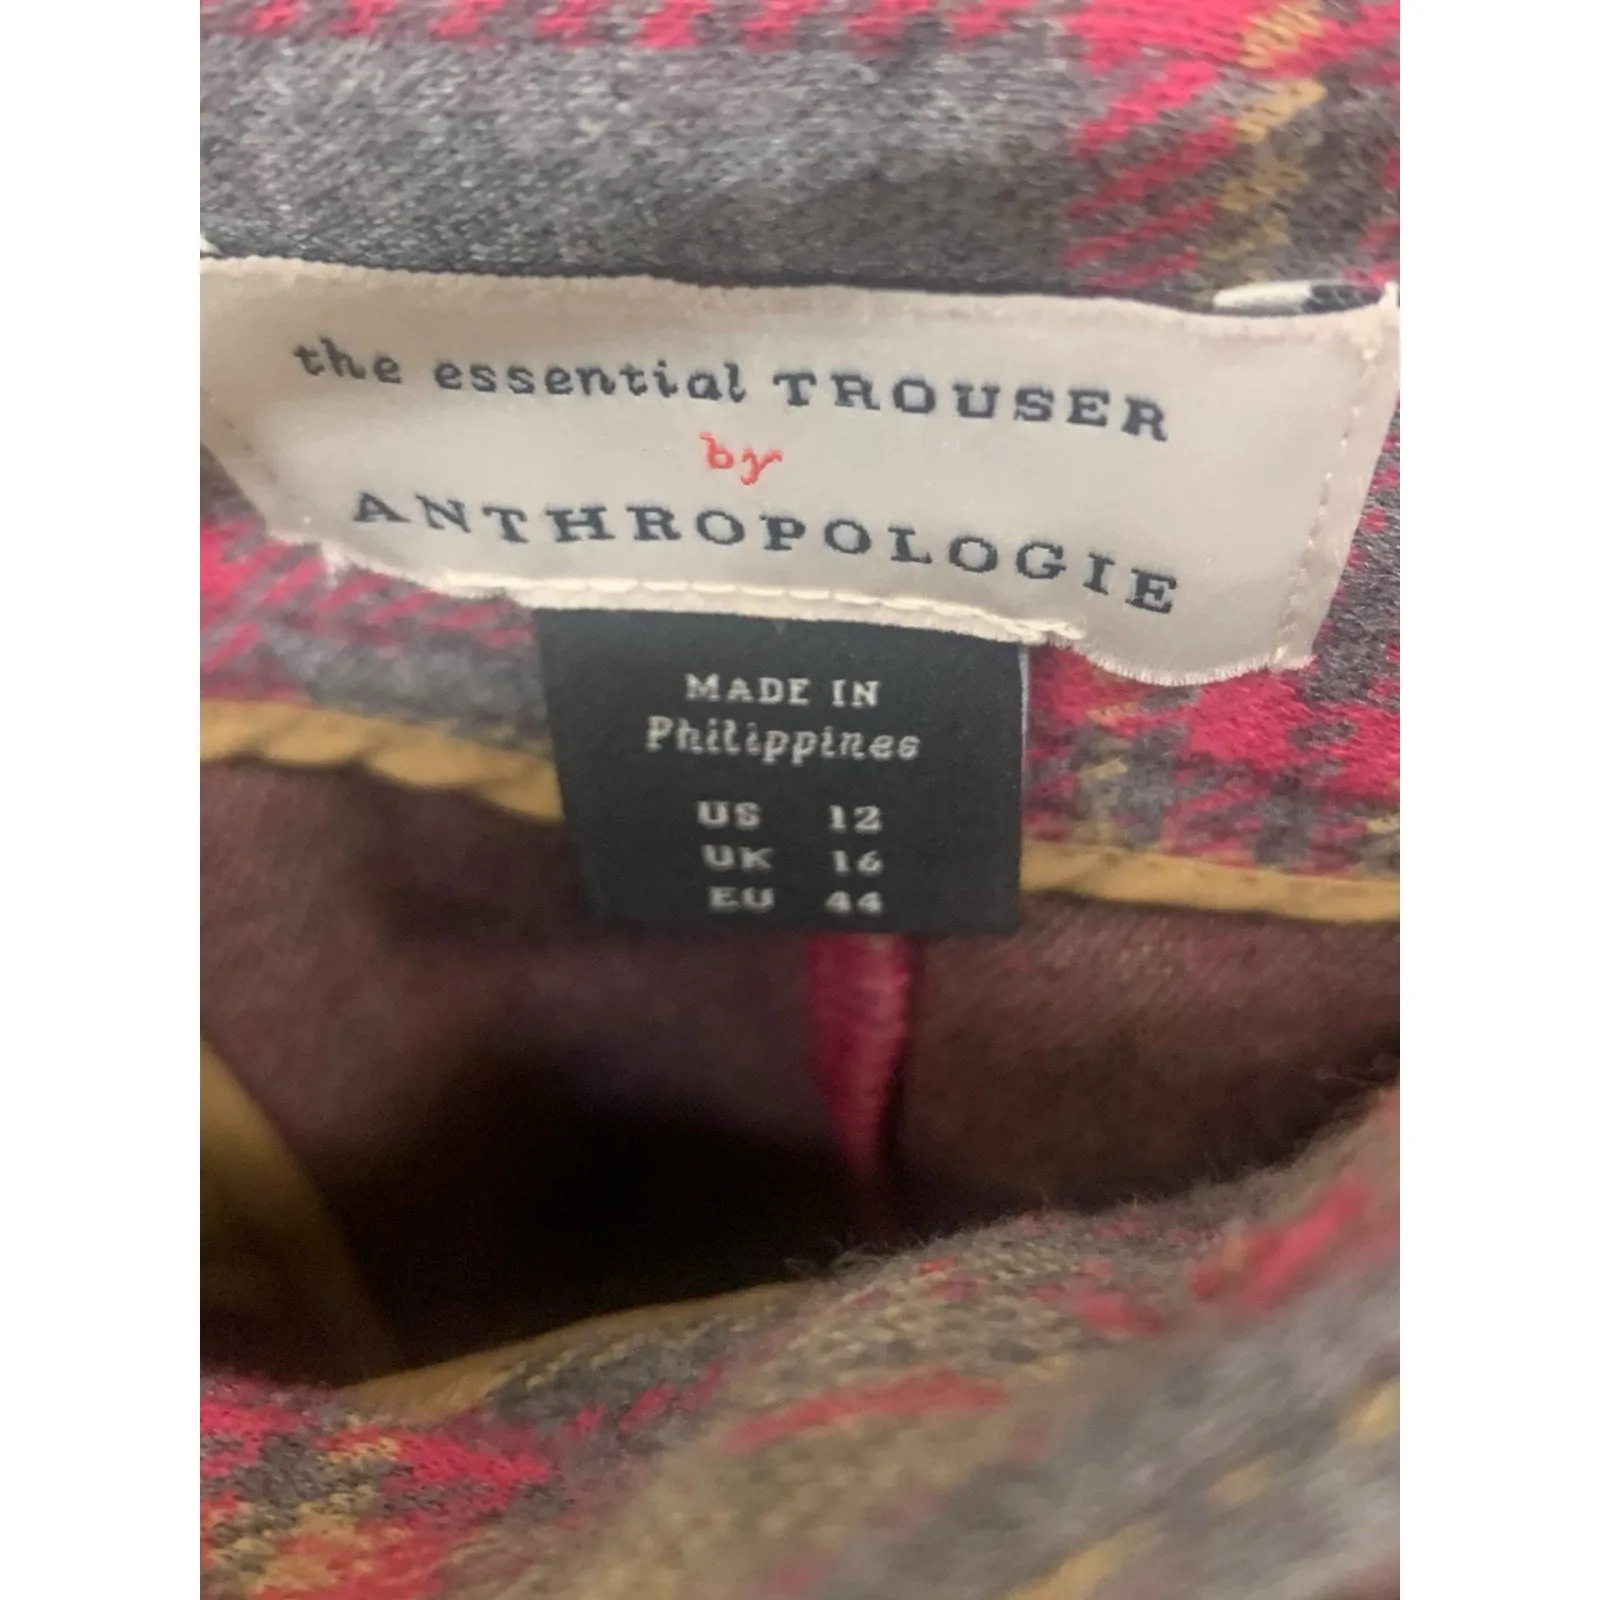 the essential TROUSER
by
ANTHROPOLOGIE
MADE IN
Philippines
US 12
UK 16
EU 44